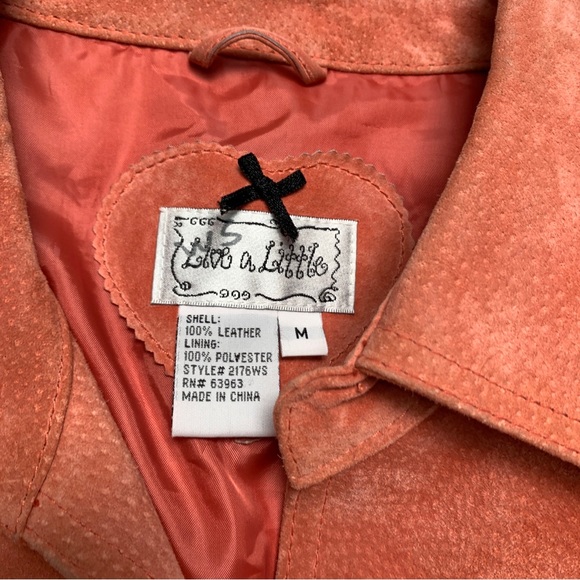 Live a Little
SHELL:
100% LEATHER
LINING:
100% POLYESTER
STYLE# 2176WS
RN# 63963
MADE IN CHINA
M